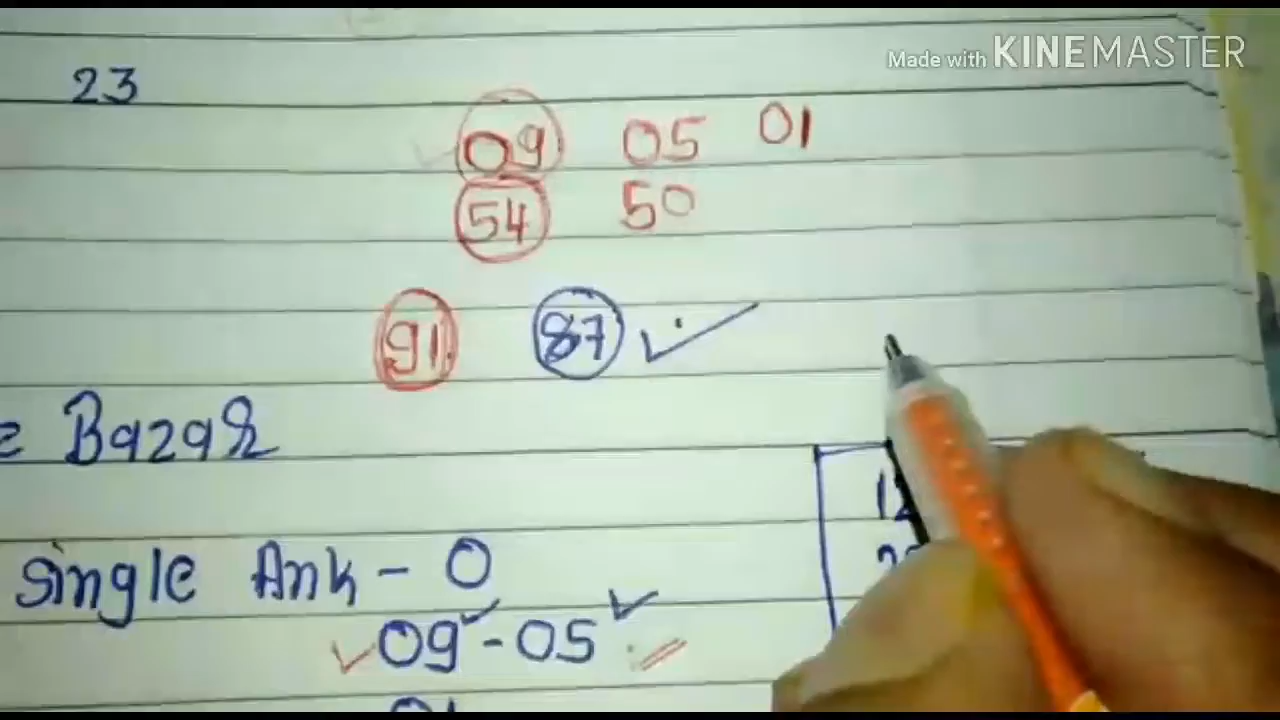 Made with KINEMASTER
23
09 05 01
54 50
91 87
Bazar
Single Ank - 0
09 - 05